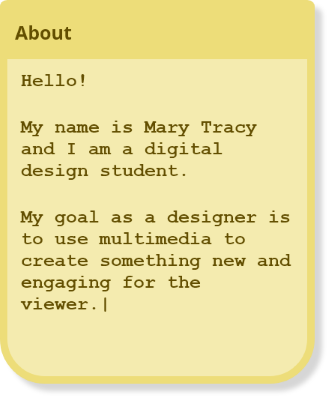 About
Hello!
My name is Mary Tracy
and I am a digital
design student.
My goal as a designer is
to use multimedia to
create something new and
engaging for the
viewer.|